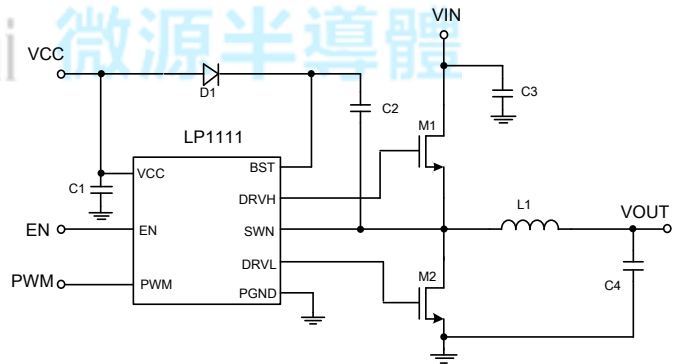 微源半導體
VIN
VCC
D1
C2
C3
LP1111
M1
C1
VCC
BST
DRVH
L1
VOUT
EN
EN
SWN
DRVL
M2
C4
PWM
PWM
PGND